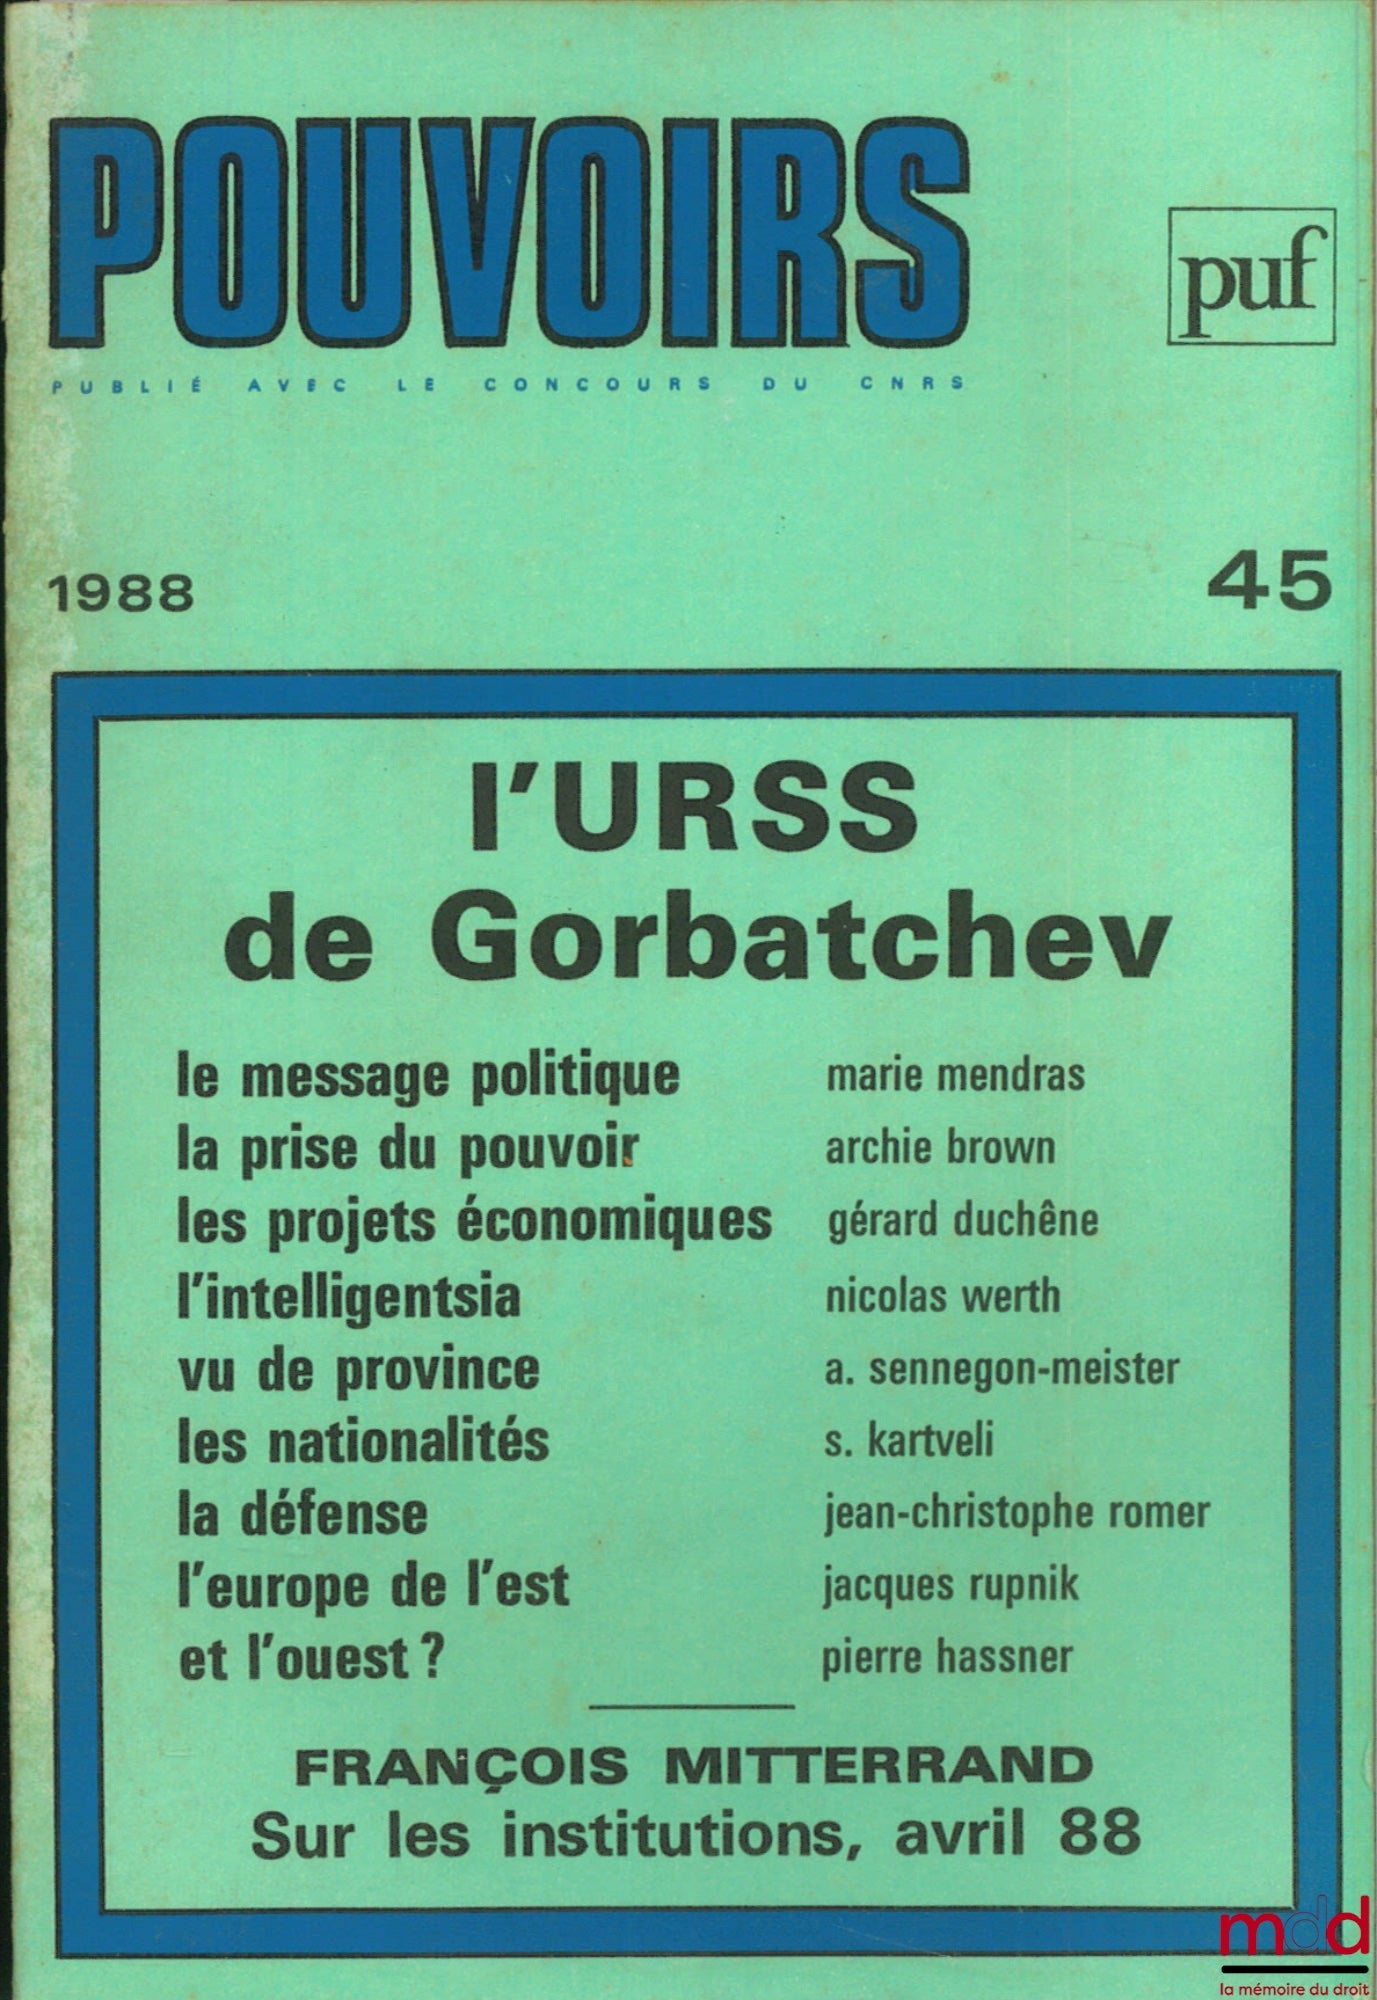 POUVOIRS
puf
PUBLIÉ AVEC LE CONCOURS DU CNRS
1988 45
l'URSS
de Gorbatchev
le message politique marie mendras
la prise du pouvoir archie brown
les projets économiques gérard duchêne
l'intelligentsia nicolas werth
vu de province a. sennegon-meister
les nationalités s. kartveli
la défense jean-christophe romer
l'europe de l'est jacques rupnik
et l'ouest ? pierre hassner
FRANÇOIS MITTERRAND
Sur les institutions, avril 88
mdd
la mémoire du droit